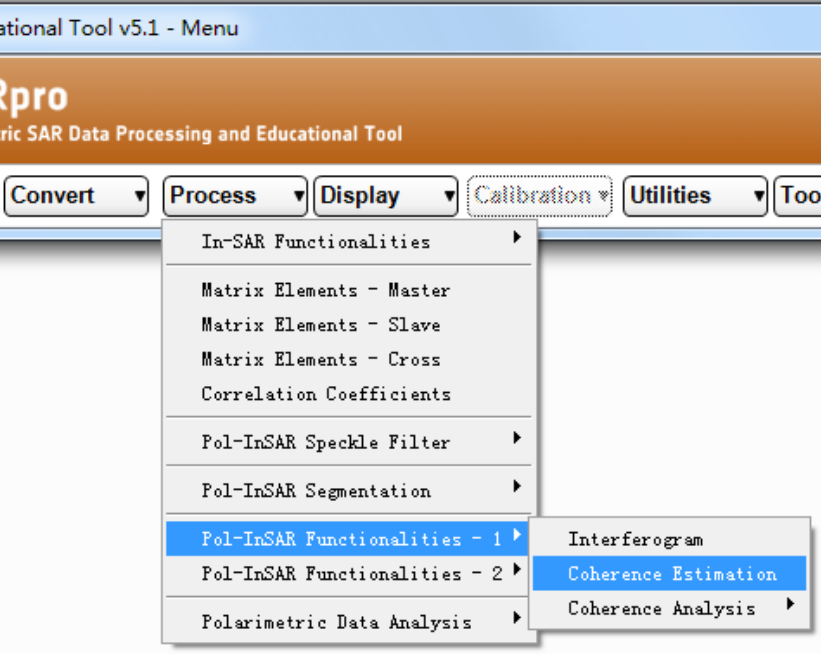 ational Tool v5.1 - Menu
Rpro
ric SAR Data Processing and Educational Tool
Convert Process Display Calibration Utilities Too
In-SAR Functionalities
Matrix Elements - Master
Matrix Elements - Slave
Matrix Elements - Cross
Correlation Coefficients
Pol-InSAR Speckle Filter
Pol-InSAR Segmentation
Pol-InSAR Functionalities - 1
Interferogram
Pol-InSAR Functionalities - 2
Coherence Estimation
Coherence Analysis
Polarimetric Data Analysis